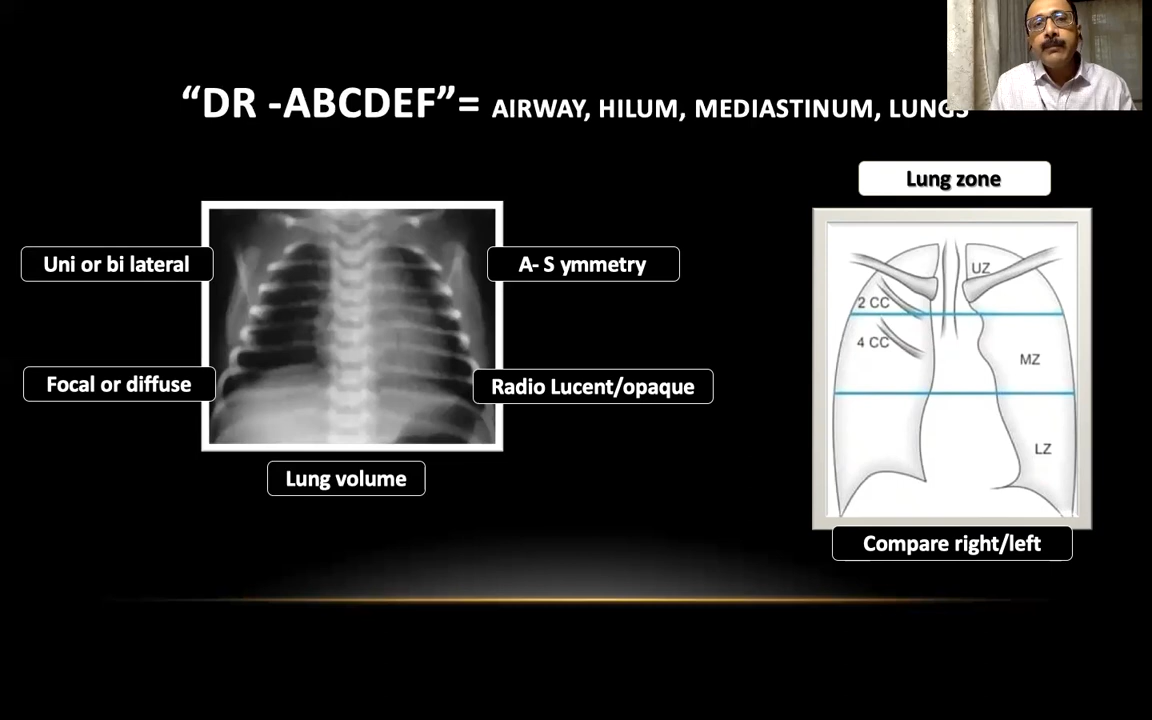 “DR -ABCDEF”= AIRWAY, HILUM, MEDIASTINUM, LUNGS
Lung zone
Uni or bi lateral
A- S ymmetry
UZ
2 CC
4 CC
MZ
Focal or diffuse
Radio Lucent/opaque
LZ
Lung volume
Compare right/left